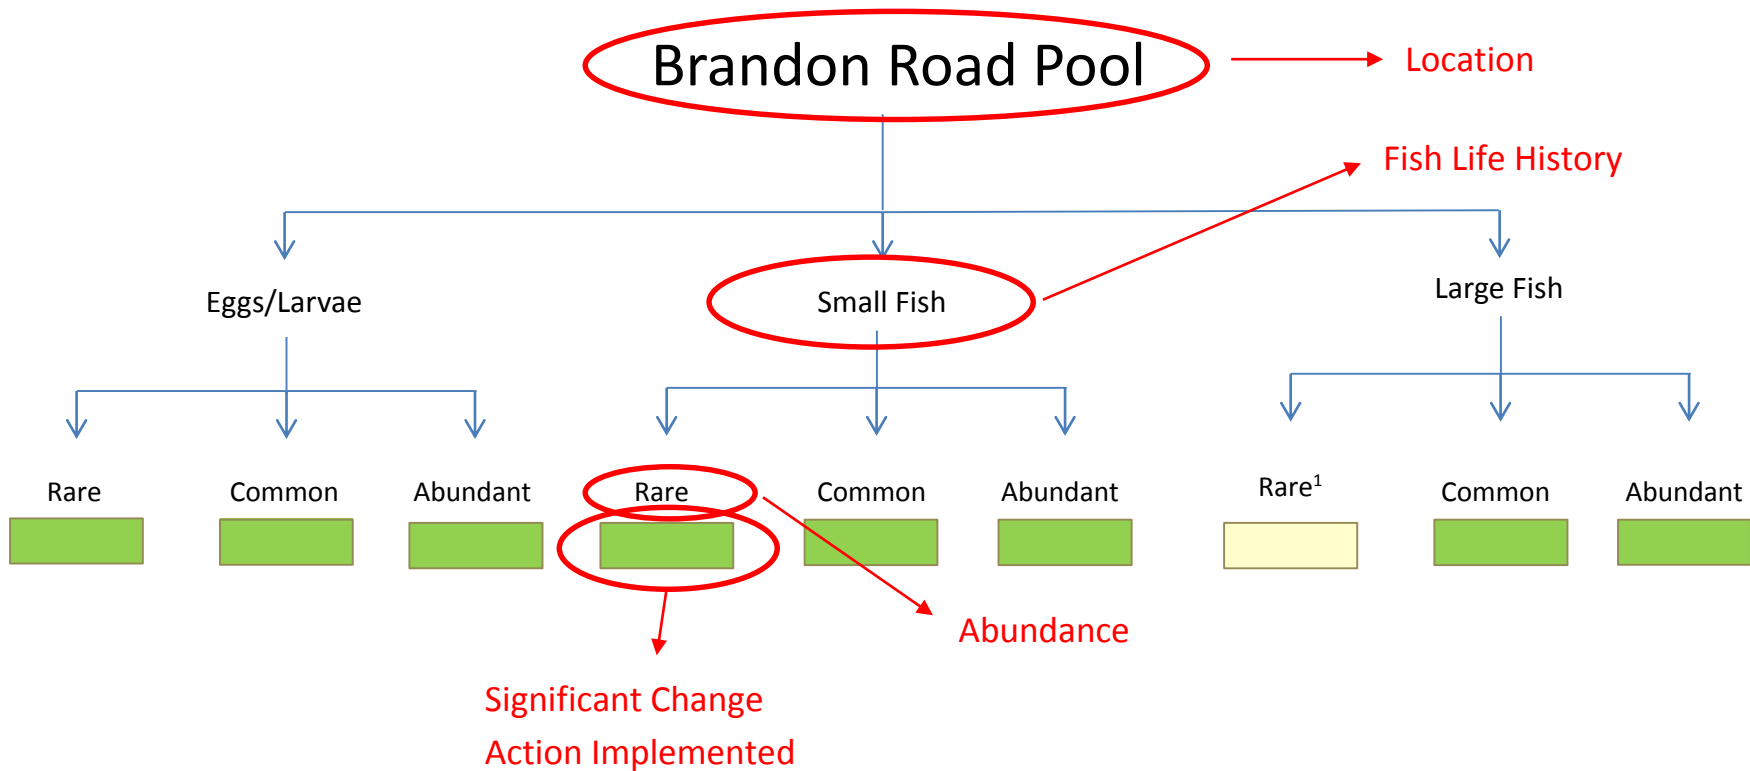 Brandon Road Pool
Location
Fish Life History
Eggs/Larvae
Small Fish
Large Fish
Rare
Common
Abundant
Rare
Common
Abundant
Rare¹
Common
Abundant
Abundance
Significant Change
Action Implemented